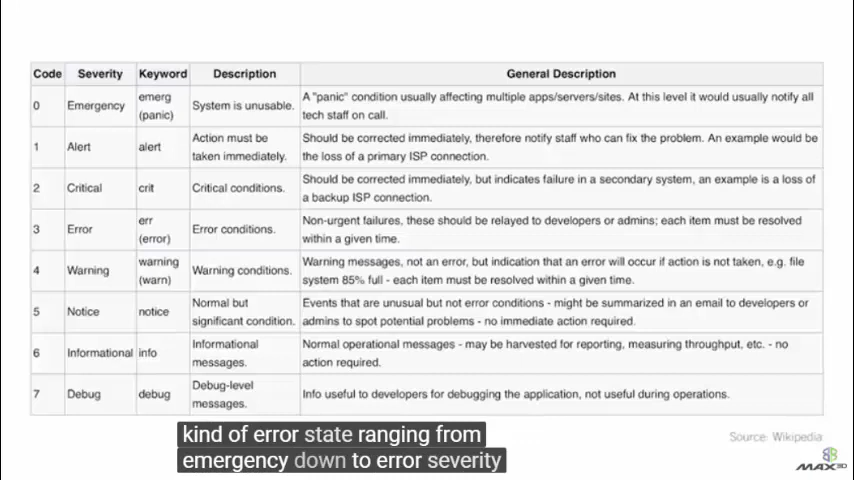 Code Severity Keyword Description General Description
0 Emergency emerg (panic) System is unusable. A "panic" condition usually affecting multiple apps/servers/sites. At this level it would usually notify all
tech staff on call.
1 Alert alert Action must be taken immediately. Should be corrected immediately, therefore notify staff who can fix the problem. An example would be
the loss of a primary ISP connection.
2 Critical crit Critical conditions. Should be corrected immediately, but indicates failure in a secondary system, an example is a loss of
a backup ISP connection.
3 Error err (error) Error conditions. Non-urgent failures, these should be relayed to developers or admins; each item must be resolved
within a given time.
4 Warning warning (warn) Warning conditions. Warning messages, not an error, but indication that an error will occur if action is not taken, e.g. file
system 85% full - each item must be resolved within a given time.
5 Notice notice Normal but significant condition. Events that are unusual but not error conditions - might be summarized in an email to developers or
admins to spot potential problems - no immediate action required.
6 Informational info Informational messages. Normal operational messages - may be harvested for reporting, measuring throughput, etc. - no
action required.
7 Debug debug Debug-level messages. Info useful to developers for debugging the application, not useful during operations.
kind of error state ranging from
emergency down to error severity
Source: Wikipedia
MAX3D